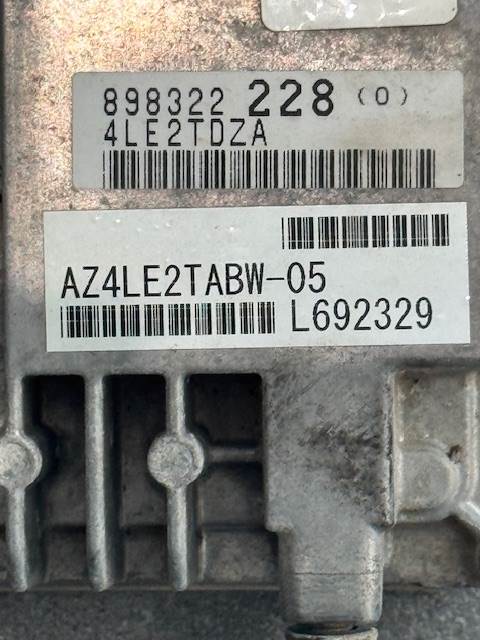 898322 228 (0)
4LE2TDZA
AZ4LE2TABW-05
L692329